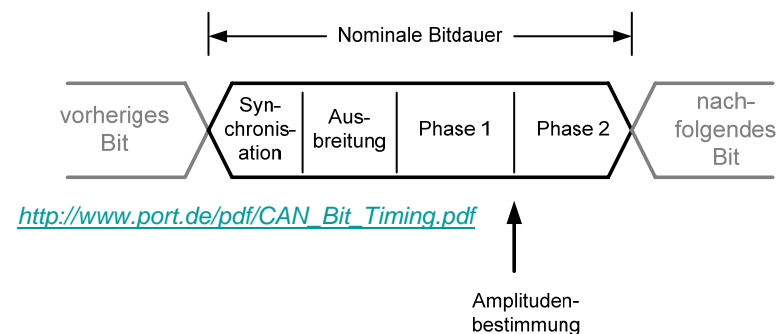 Nominale Bitdauer
vorheriges
Bit
Syn-
chronis-
ation
Aus-
breitung
Phase 1
Phase 2
nach-
folgendes
Bit
http://www.port.de/pdf/CAN_Bit_Timing.pdf
Amplituden-
bestimmung